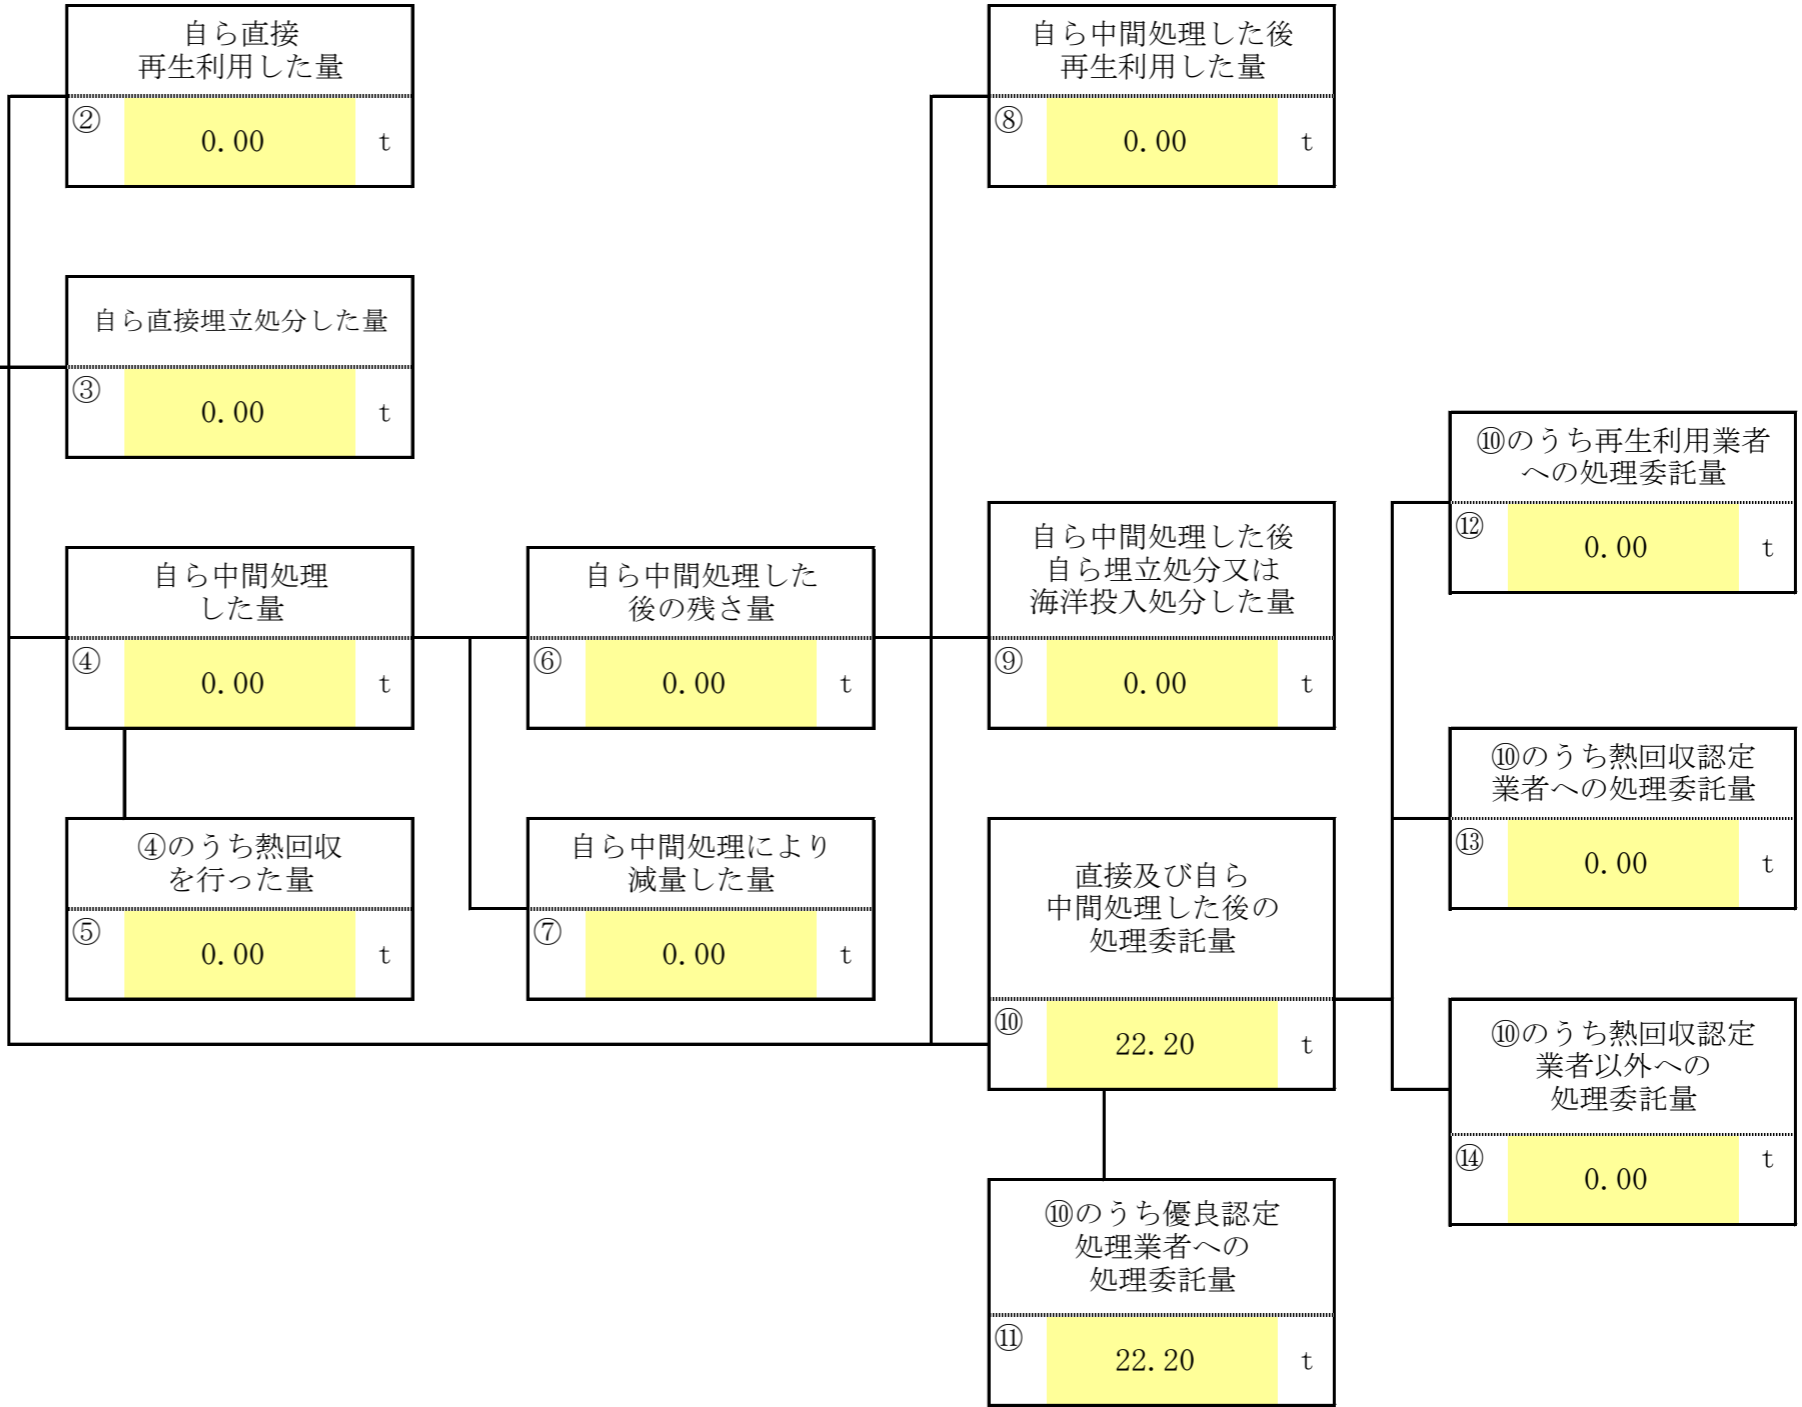 自ら直接
再生利用した量
②
0.00
t
自ら中間処理した後
再生利用した量
⑧
0.00
t
自ら直接埋立処分した量
③
0.00
t
⑩のうち再生利用業者
への処理委託量
⑫
0.00
t
自ら中間処理
した量
④
0.00
t
自ら中間処理した
後の残さ量
⑥
0.00
t
自ら中間処理した後
自ら埋立処分又は
海洋投入処分した量
⑨
0.00
t
⑩のうち熱回収認定
業者への処理委託量
⑬
0.00
t
④のうち熱回収
を行った量
⑤
0.00
t
自ら中間処理により
減量した量
⑦
0.00
t
直接及び自ら
中間処理した後の
処理委託量
⑩
22.20
t
⑩のうち熱回収認定
業者以外への
処理委託量
⑭
0.00
t
⑩のうち優良認定
処理業者への
処理委託量
⑪
22.20
t